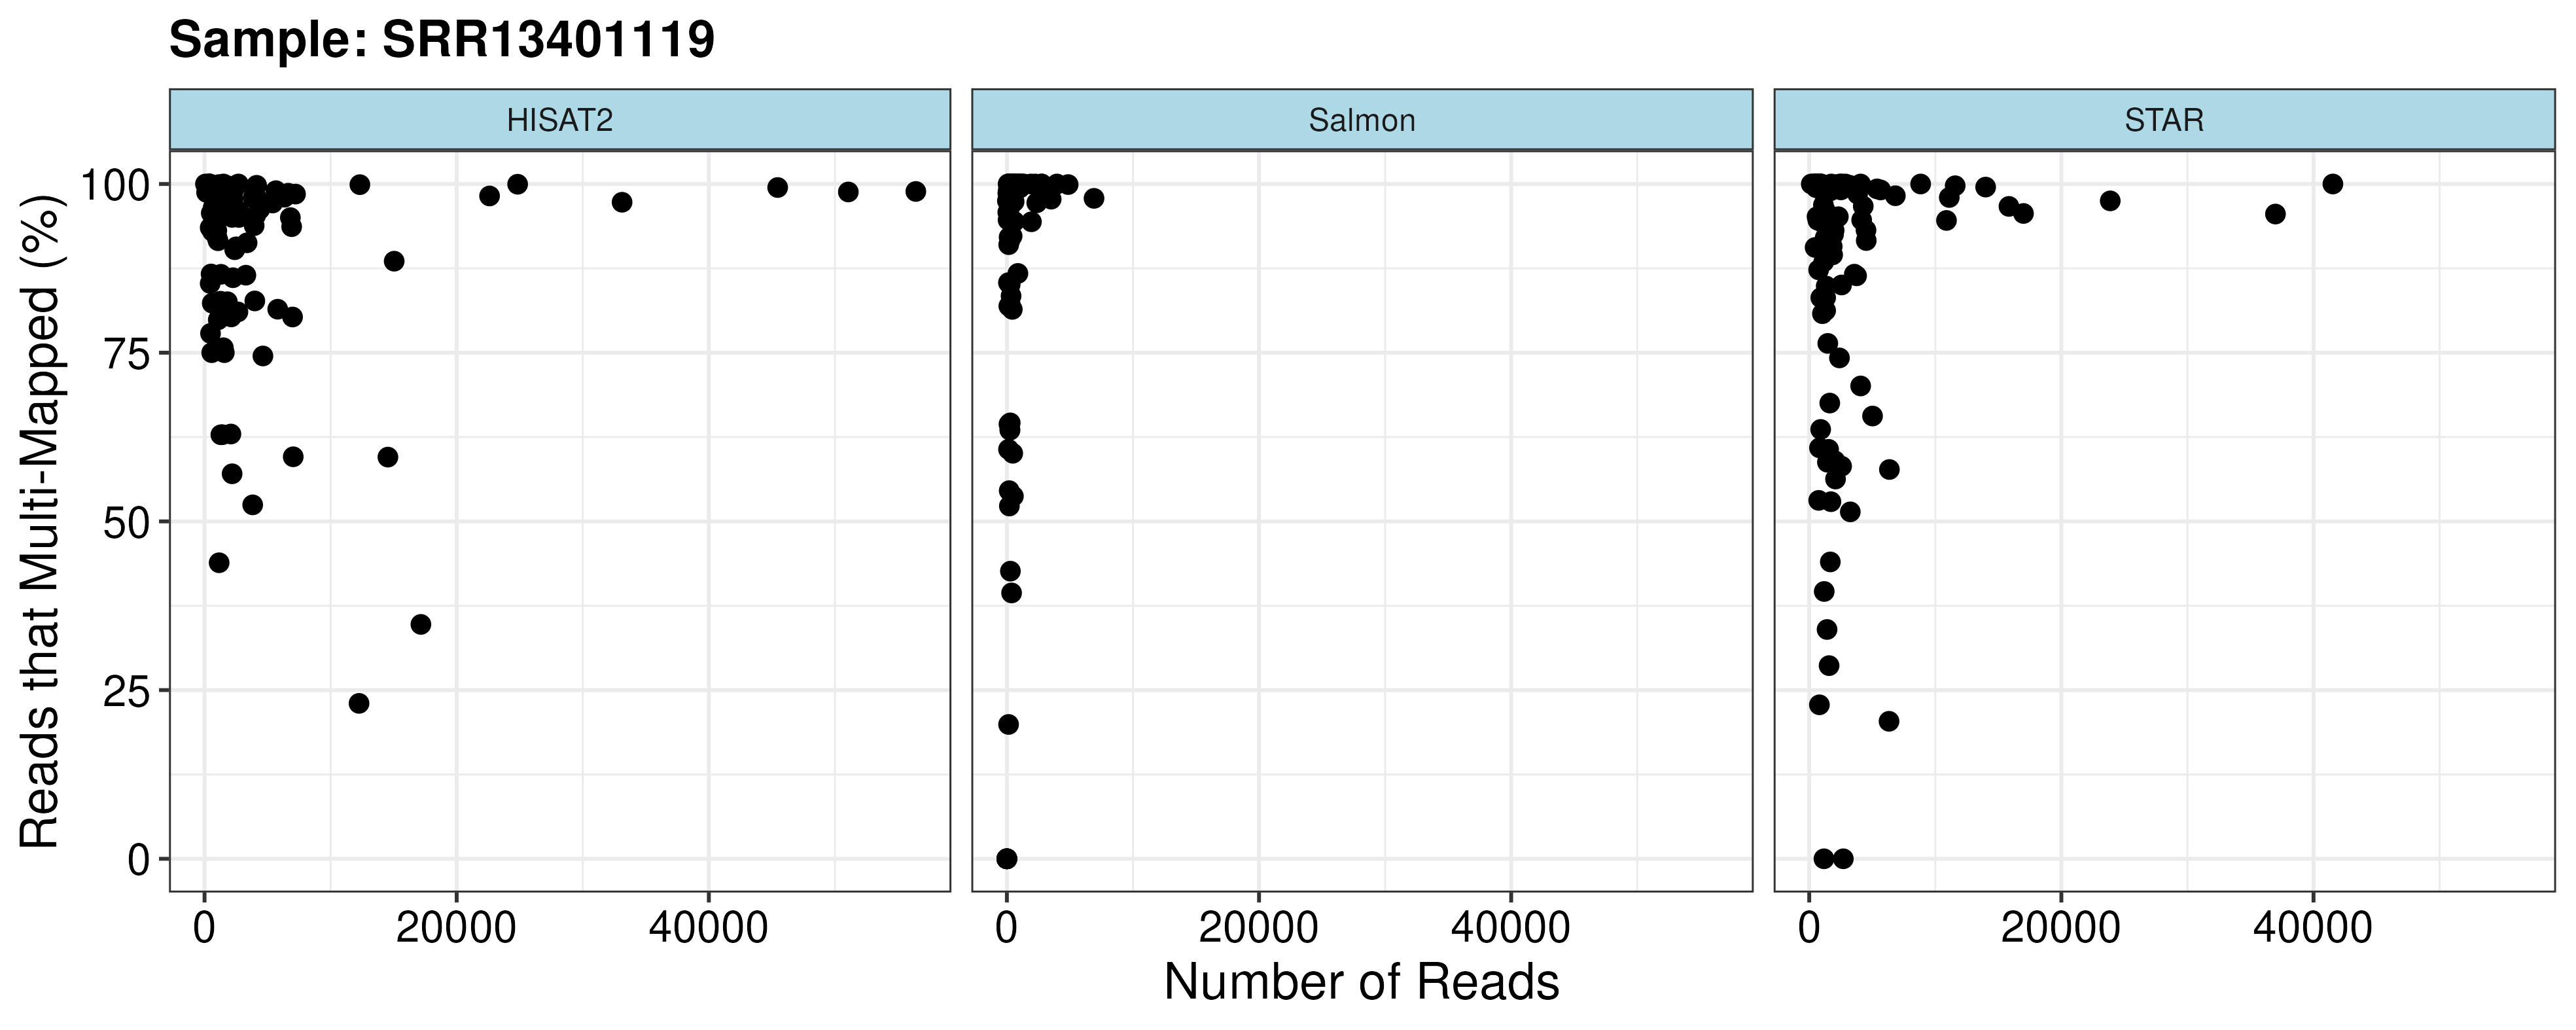 Sample: SRR13401119
HISAT2
Salmon
STAR
Reads that Multi-Mapped (%)
100
75
50
25
0
0 20000 40000
0 20000 40000
0 20000 40000
Number of Reads